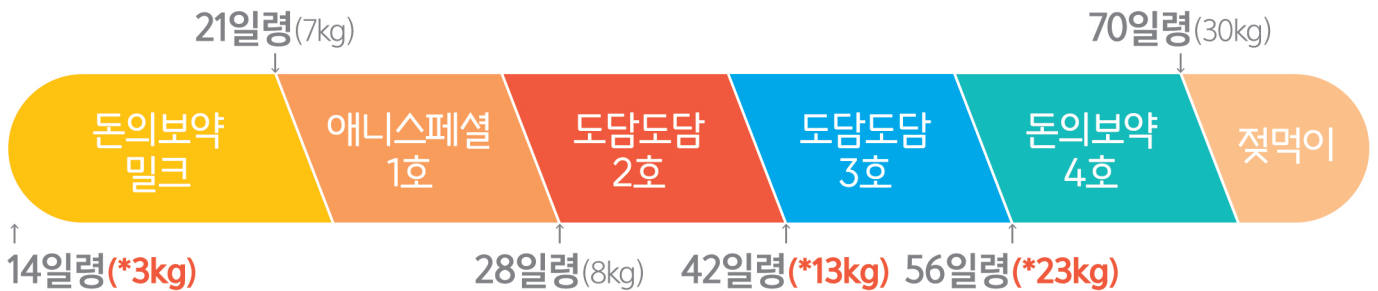 21일령(7kg)
70일령(30kg)
돈의보약
밀크
애니스페셜
1호
도담도담
2호
도담도담
3호
돈의보약
4호
젖먹이
14일령(*3kg)
28일령(8kg)
42일령(*13kg)
56일령(*23kg)